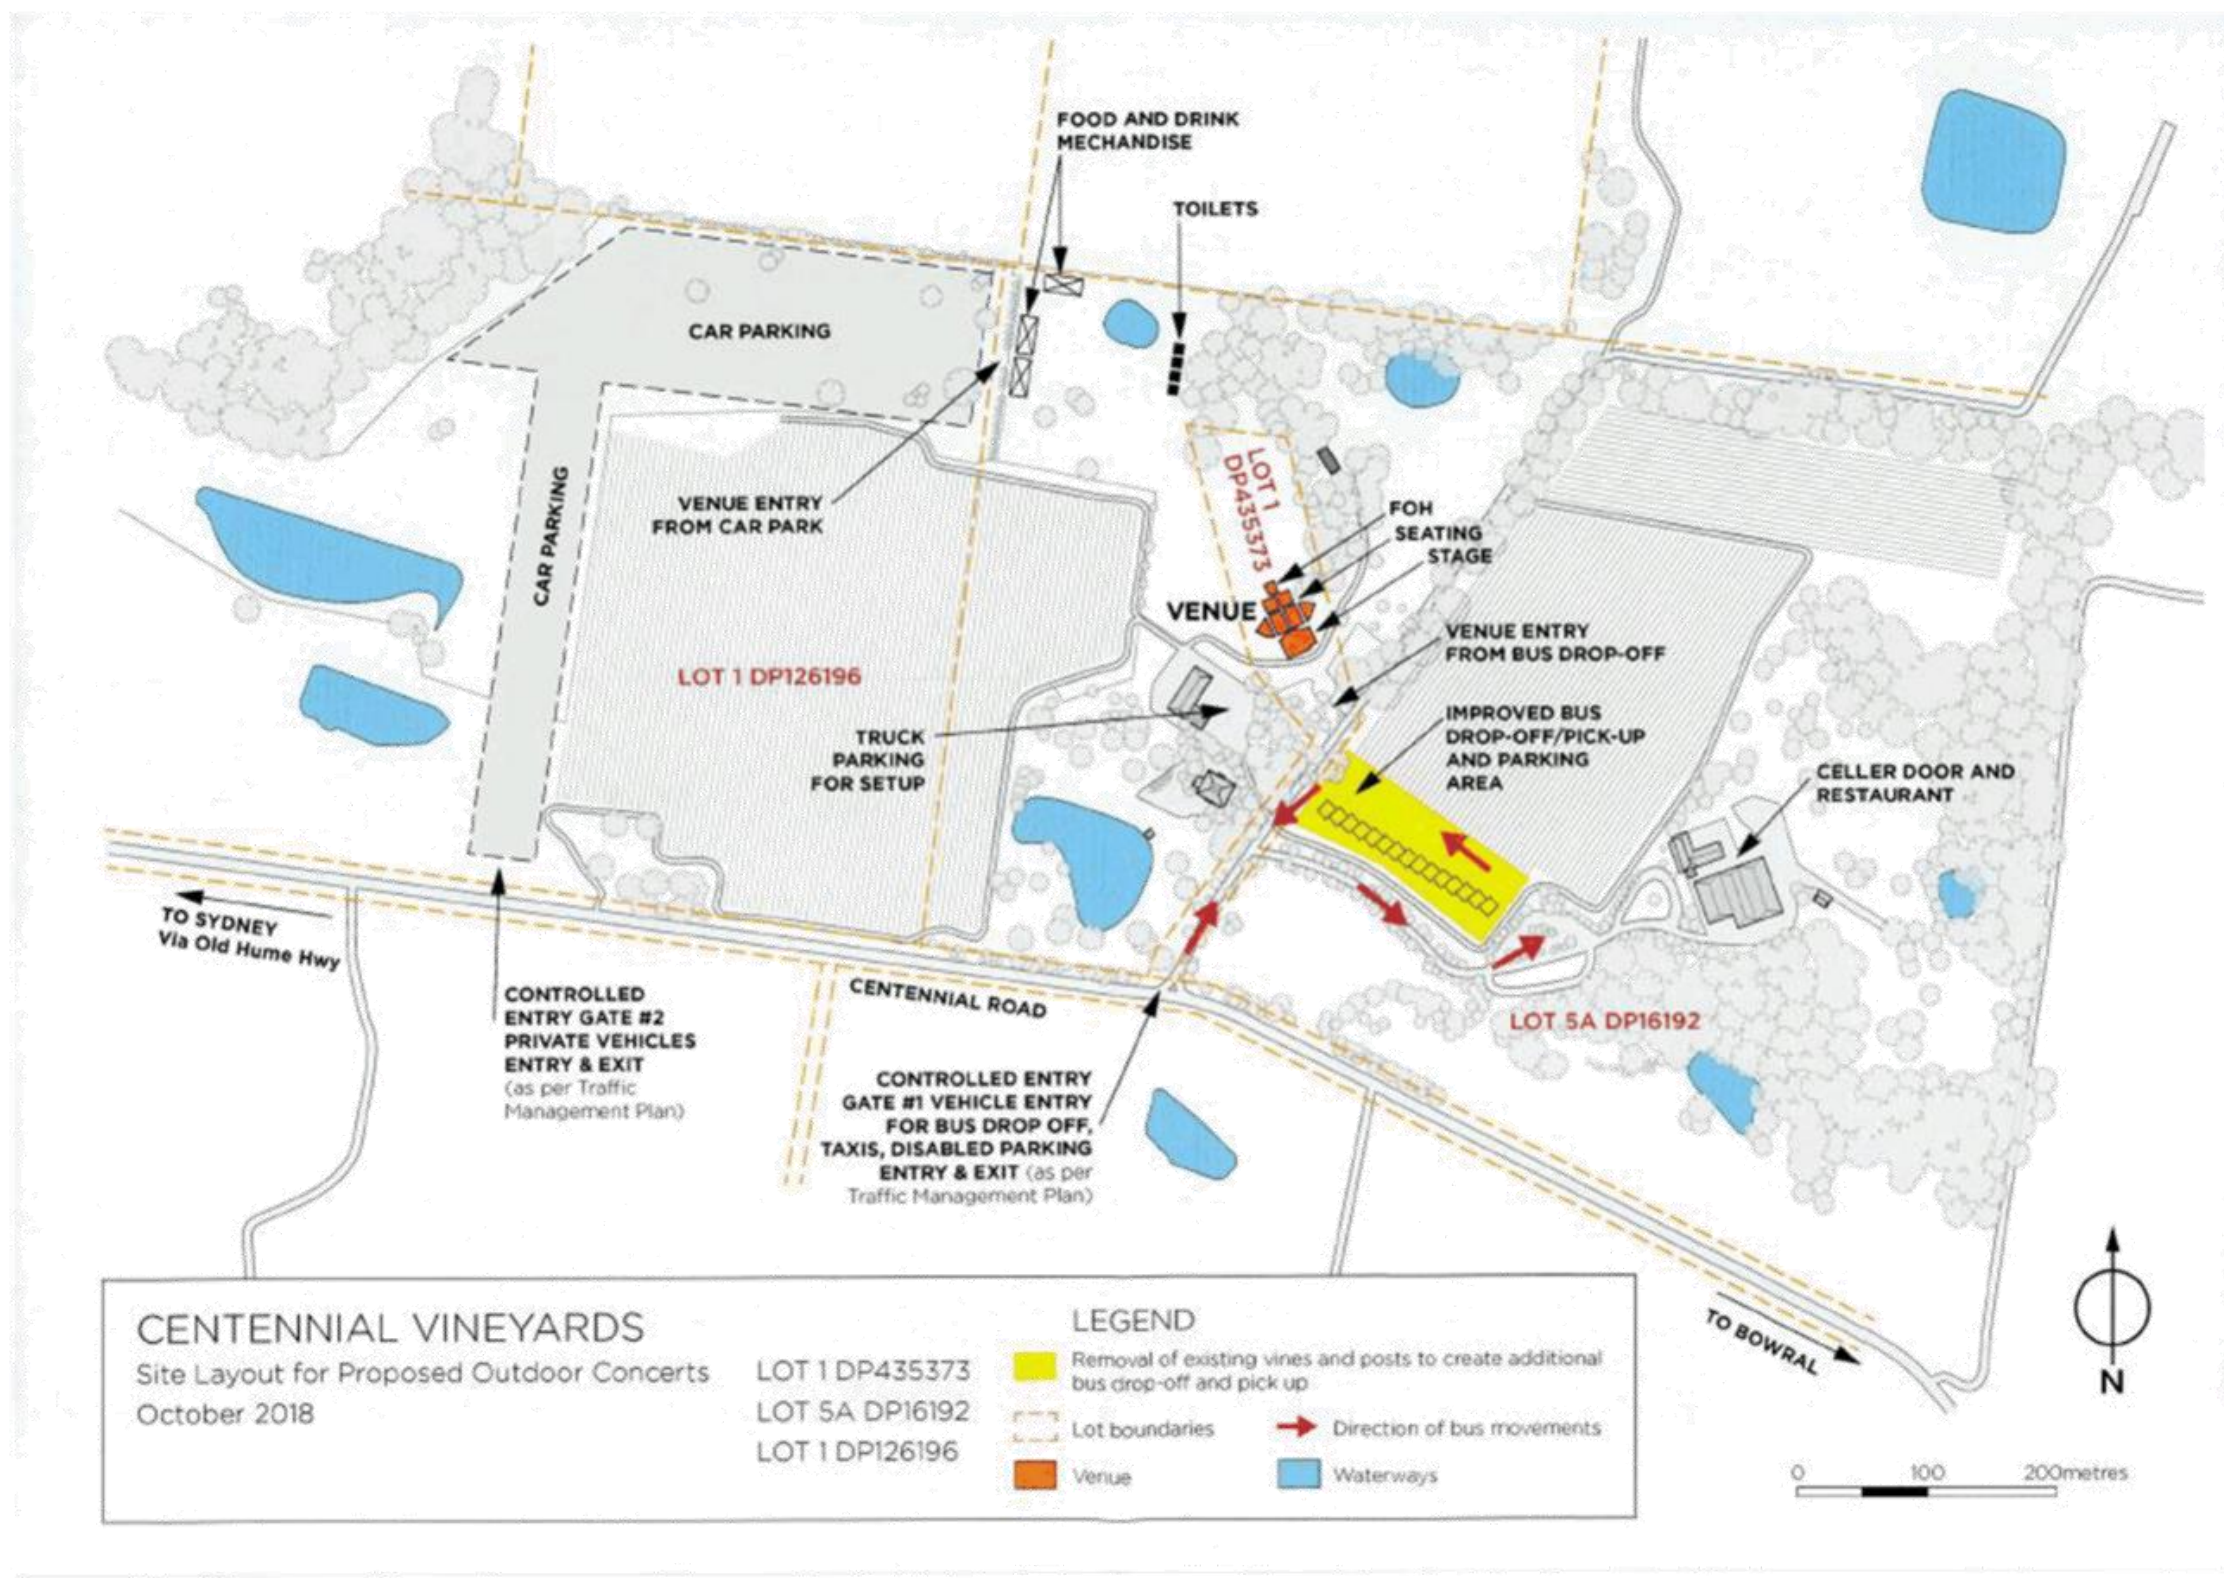 FOOD AND DRINK
MECHANDISE
TOILETS
CAR PARKING
LOT 1
DP435373
VENUE ENTRY
FROM CAR PARK
CAR PARKING
FOH
SEATING
STAGE
VENUE
VENUE ENTRY
FROM BUS DROP-OFF
LOT 1 DP126196
IMPROVED BUS
DROP-OFF/PICK-UP
AND PARKING
AREA
TRUCK
PARKING
FOR SETUP
CELLER DOOR AND
RESTAURANT
TO SYDNEY
Via Old Hume Hwy
CENTENNIAL ROAD
CONTROLLED
ENTRY GATE #2
PRIVATE VEHICLES
ENTRY & EXIT
(as per Traffic
Management Plan)
LOT 5A DP16192
CONTROLLED ENTRY
GATE #1 VEHICLE ENTRY
FOR BUS DROP OFF,
TAXIS, DISABLED PARKING
ENTRY & EXIT (as per
Traffic Management Plan)
TO BOWRAL
N
CENTENNIAL VINEYARDS
Site Layout for Proposed Outdoor Concerts
October 2018
LOT 1 DP435373
LOT 5A DP16192
LOT 1 DP126196
LEGEND
Removal of existing vines and posts to create additional
bus drop-off and pick up
Lot boundaries
Direction of bus movements
Venue
Waterways
0 100 200metres